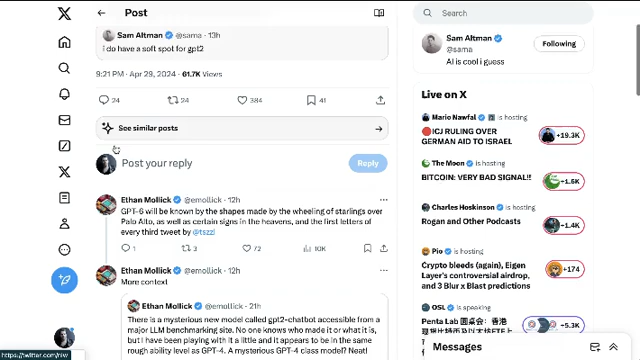 Post
Search
Sam Altman @sama · 13h
i do have a soft spot for gpt2
9:21 PM · Apr 29, 2024 · 61.7K Views
24 24 384 41
See similar posts
Post your reply
Reply
Ethan Mollick @emollick · 12h
GPT-6 will be known by the shapes made by the wheeling of starlings over
Palo Alto, as well as certain signs in the heavens, and the first letters of
every third tweet by @tszzl
1 3 72 10K
Ethan Mollick @emollick · 12h
More context
Ethan Mollick @emollick · 21h
There is a mysterious new model called gpt2-chatbot accessible from a
major LLM benchmarking site. No one knows who made it or what it is,
but I have been playing with it a little and it appears to be in the same
rough ability level as GPT-4. A mysterious GPT-4 class model? Neat!
Sam Altman
@sama
Following
AI is cool i guess
Live on X
Mario Nawfal is hosting
ICJ RULING OVER
GERMAN AID TO ISRAEL
+19.3K
The Moon is hosting
BITCOIN: VERY BAD SIGNAL!!
+1.5K
Charles Hoskinson is hosting
Rogan and Other Podcasts
+1.4K
Pio is hosting
Crypto bleeds (again), Eigen
Layer's controversial airdrop,
and 3 Blur x Blast predictions
+174
OSL is speaking
Penta Lab 圆桌会：香港
+5.3K
Messages
https://twitter.com/niw